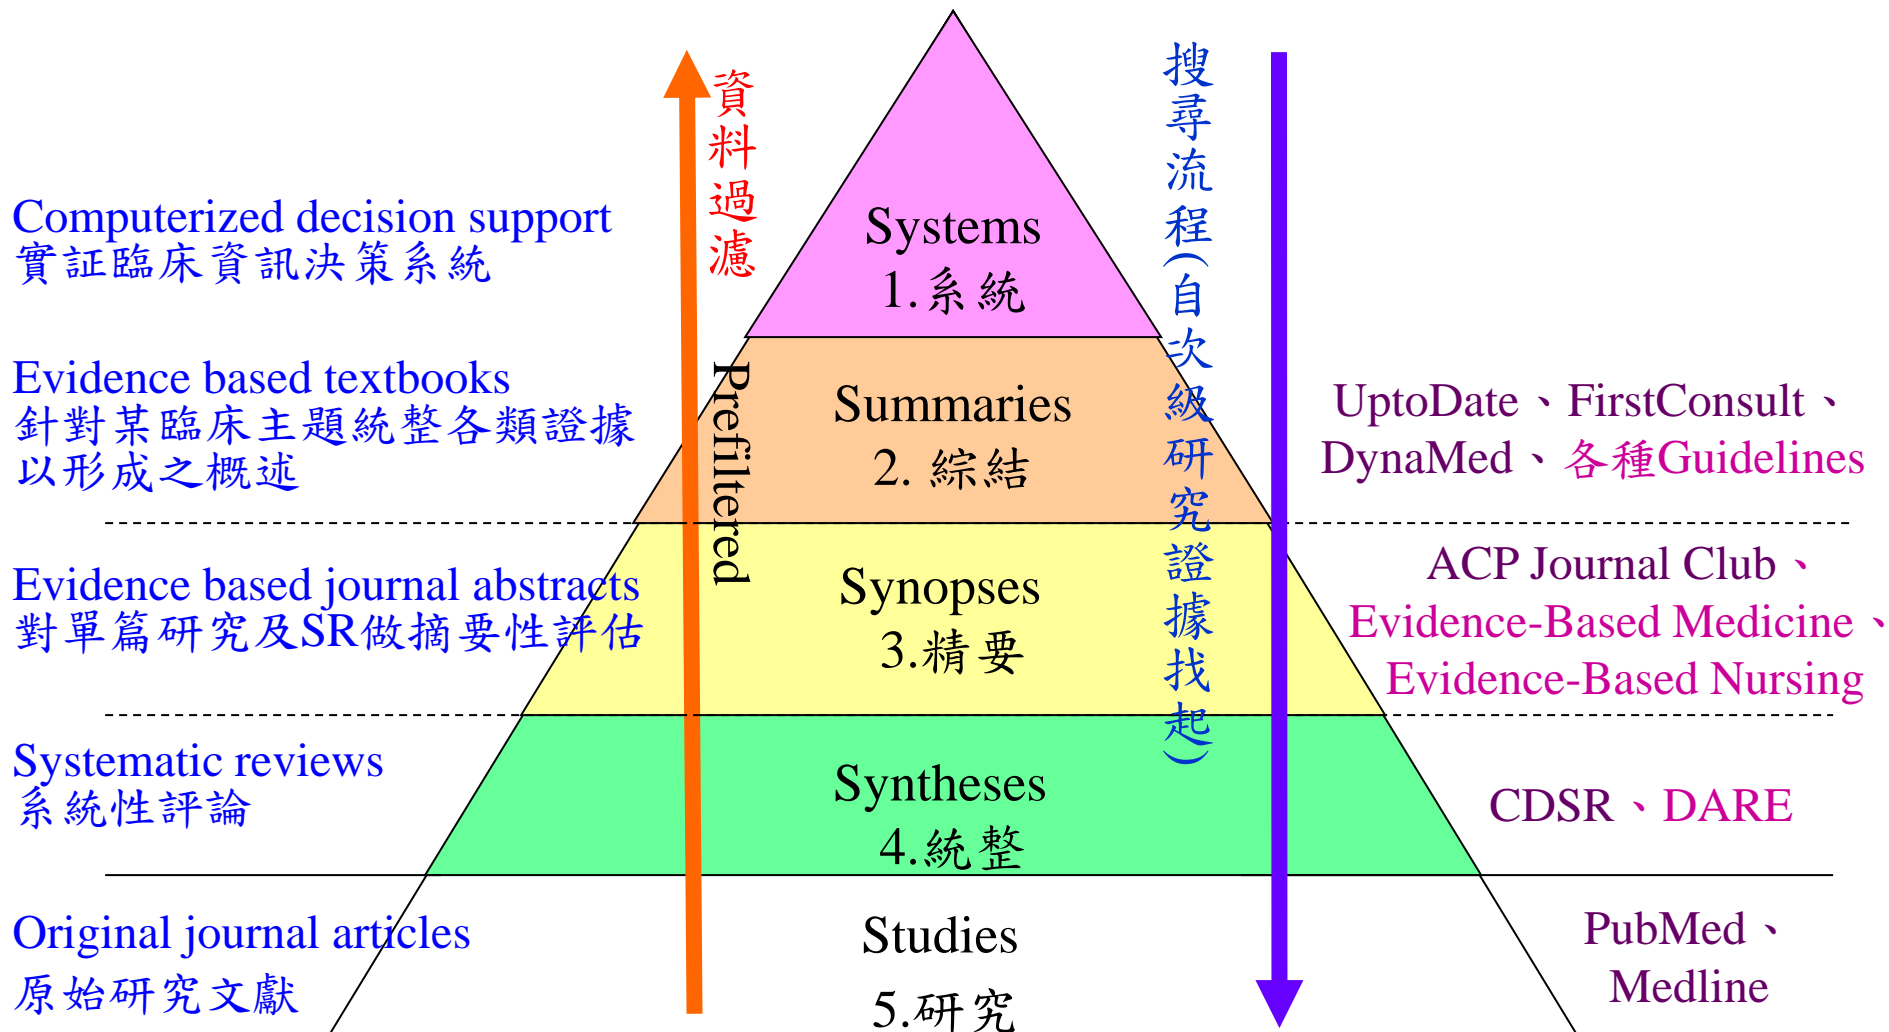 資料過濾
Prefiltered
搜尋流程(自次級研究證據找起)
Computerized decision support
實証臨床資訊決策系統
Systems
1.系統
Evidence based textbooks
針對某臨床主題統整各類證據
以形成之概述
Summaries
2. 綜結
UptoDate、FirstConsult、
DynaMed、各種Guidelines
Evidence based journal abstracts
對單篇研究及SR做摘要性評估
Synopses
3.精要
ACP Journal Club、
Evidence-Based Medicine、
Evidence-Based Nursing
Systematic reviews
系統性評論
Syntheses
4.統整
CDSR、DARE
Original journal articles
原始研究文獻
Studies
5.研究
PubMed、
Medline